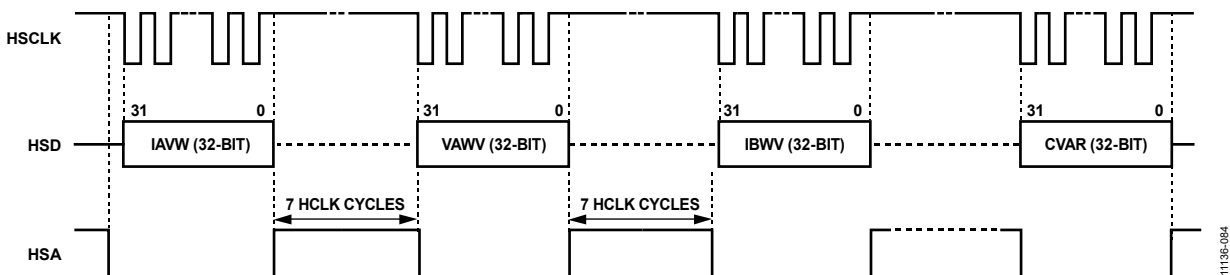 HSCLK
31 0 31 0 31 0 31 0
HSD IAVW (32-BIT) VAWV (32-BIT) IBWV (32-BIT) CVAR (32-BIT)
7 HCLK CYCLES 7 HCLK CYCLES
HSA
11136-084